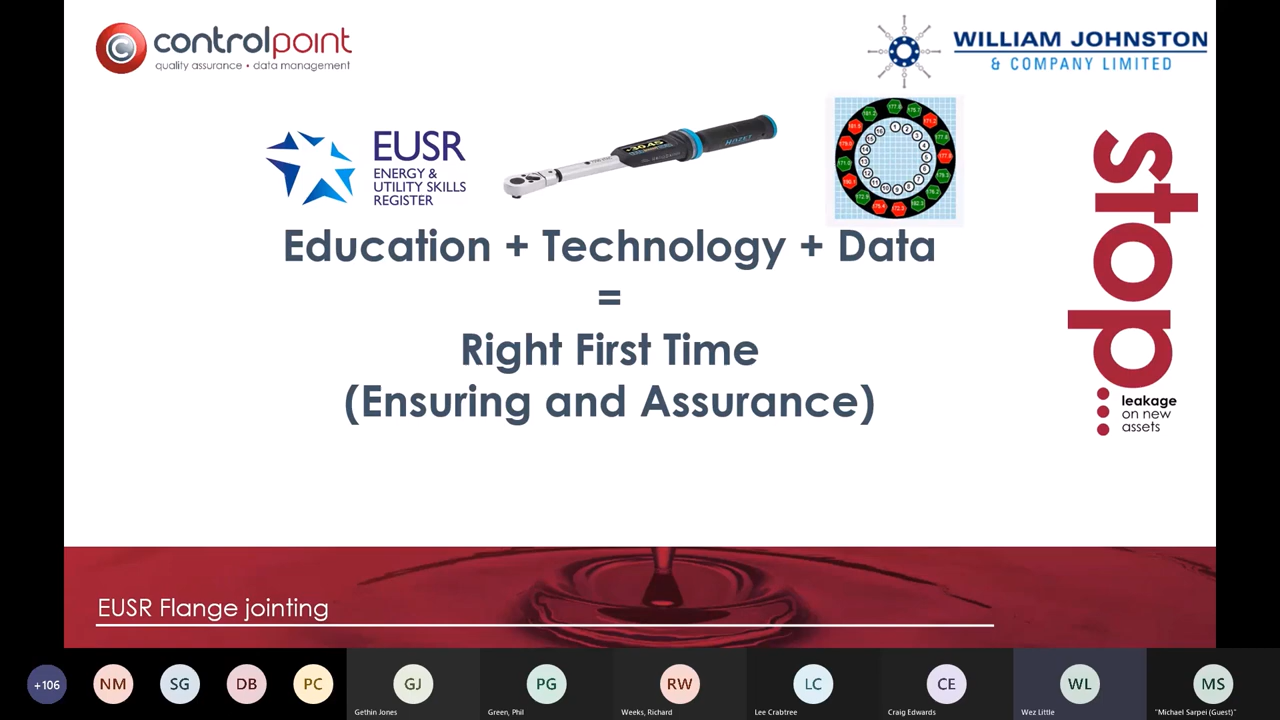 controlpoint
quality assurance • data management
WILLIAM JOHNSTON
& COMPANY LIMITED
EUSR
ENERGY &
UTILITY SKILLS
REGISTER
Education + Technology + Data
=
Right First Time
(Ensuring and Assurance)
stop
leakage
on new
assets
EUSR Flange jointing
+106
NM
SG
DB
PC
GJ
PG
RW
LC
CE
WL
MS
Gethin Jones
Green, Phil
Weeks, Richard
Lee Crabtree
Craig Edwards
Wez Little
"Michael Sarpei (Guest)"